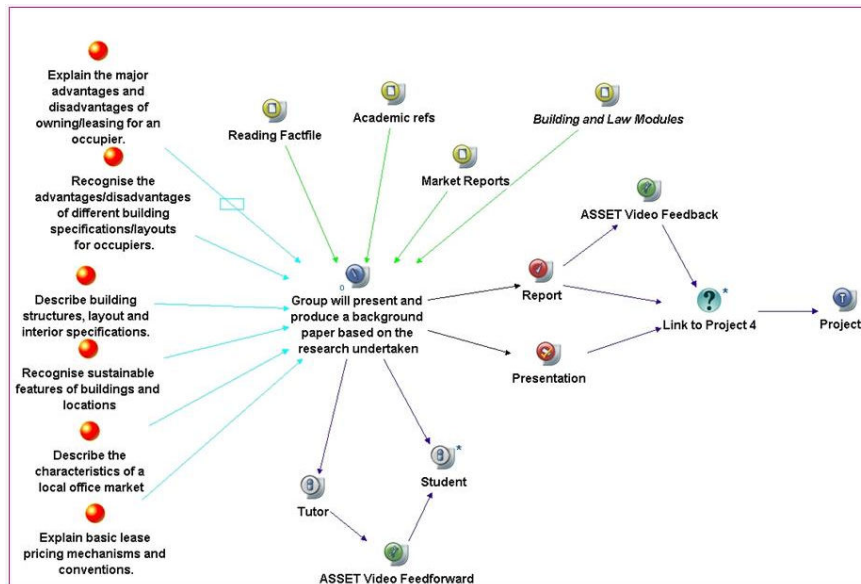 Explain the major
advantages and
disadvantages of
owning/leasing for an
occupier.
Recognise the
advantages/disadvantages
of different building
specifications/layouts
for occupiers.
Describe building
structures, layout and
interior specifications.
Recognise sustainable
features of buildings and
locations
Describe the
characteristics of a
local office market
Explain basic lease
pricing mechanisms and
conventions.
Reading Factfile
Academic refs
Market Reports
Building and Law Modules
Group will present and
produce a background
paper based on the
research undertaken
Report
Presentation
ASSET Video Feedback
?
*
Link to Project 4
T
Project
Tutor
Student
*
ASSET Video Feedforward